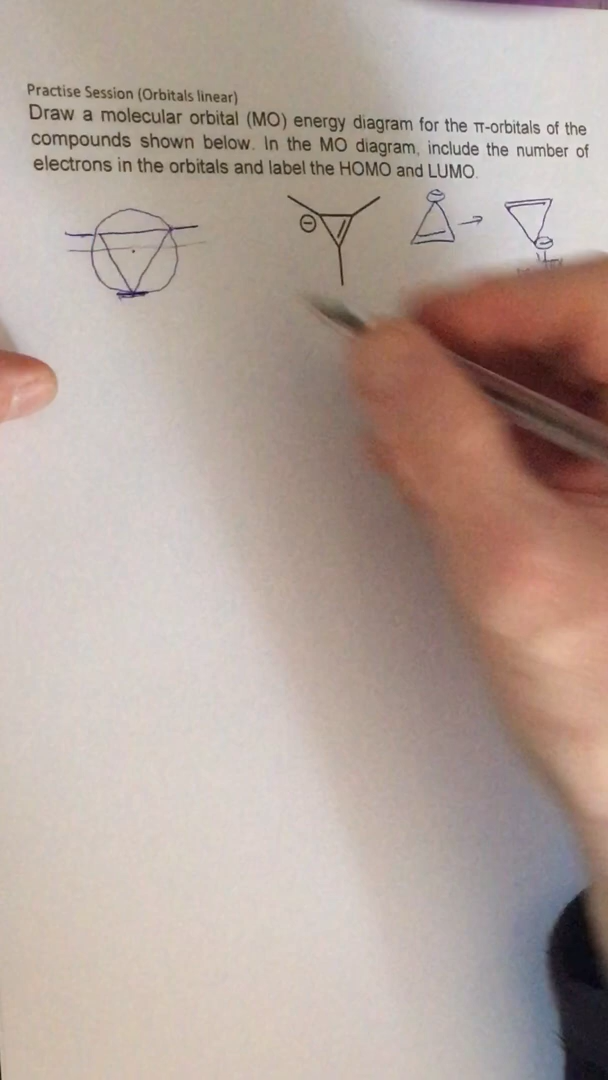 Practise Session (Orbitals linear)
Draw a molecular orbital (MO) energy diagram for the π-orbitals of the
compounds shown below. In the MO diagram, include the number of
electrons in the orbitals and label the HOMO and LUMO.